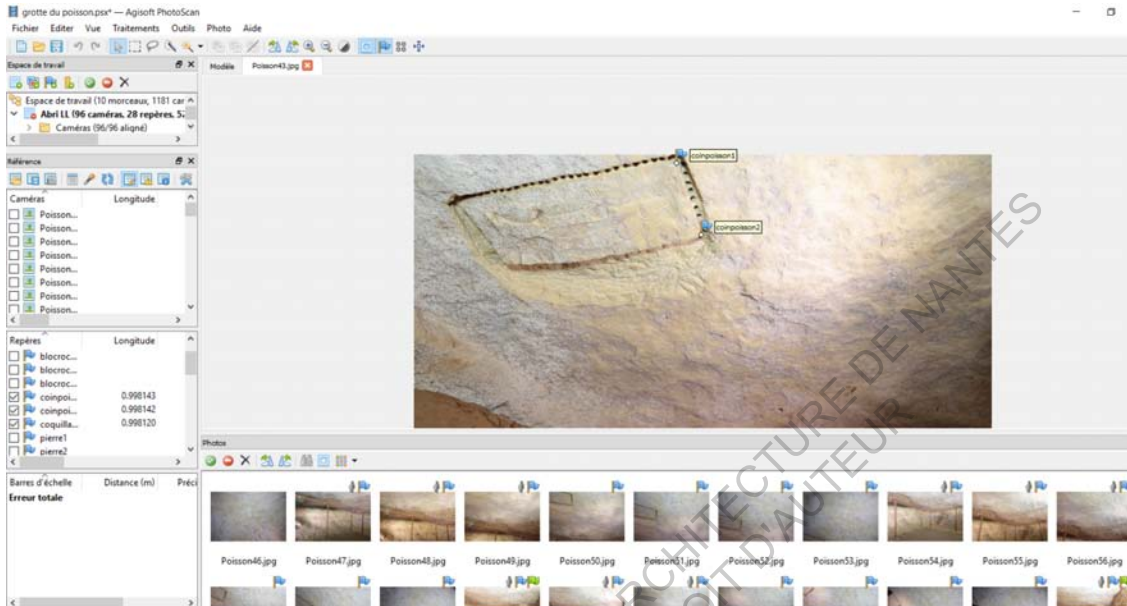 grotte du poisson.psx* — Agisoft PhotoScan
Fichier Editer Vue Traitements Outils Photo Aide
Espace de travail
Modèle Poisson43.jpg
Espace de travail (10 morceaux, 1181 car
Abri LL (96 caméras, 28 repères, 52
Caméras (96/96 aligné)
Référence
Caméras Longitude
Poisson...
Poisson...
Poisson...
Poisson...
Poisson...
Poisson...
Poisson...
Poisson...
coinpoisson1
coinpoisson2
Repères Longitude
blocroc...
blocroc...
blocroc...
coinpoi... 0.998143
coinpoi... 0.998142
coquilla... 0.998120
pierre1
pierre2
Photos
Barres d'échelle Distance (m) Préci
Erreur totale
Poisson46.jpg Poisson47.jpg Poisson48.jpg Poisson49.jpg Poisson50.jpg Poisson51.jpg Poisson52.jpg Poisson53.jpg Poisson54.jpg Poisson55.jpg Poisson56.jpg
ARCHITECTURE DE NANTES
DROIT D'AUTEUR